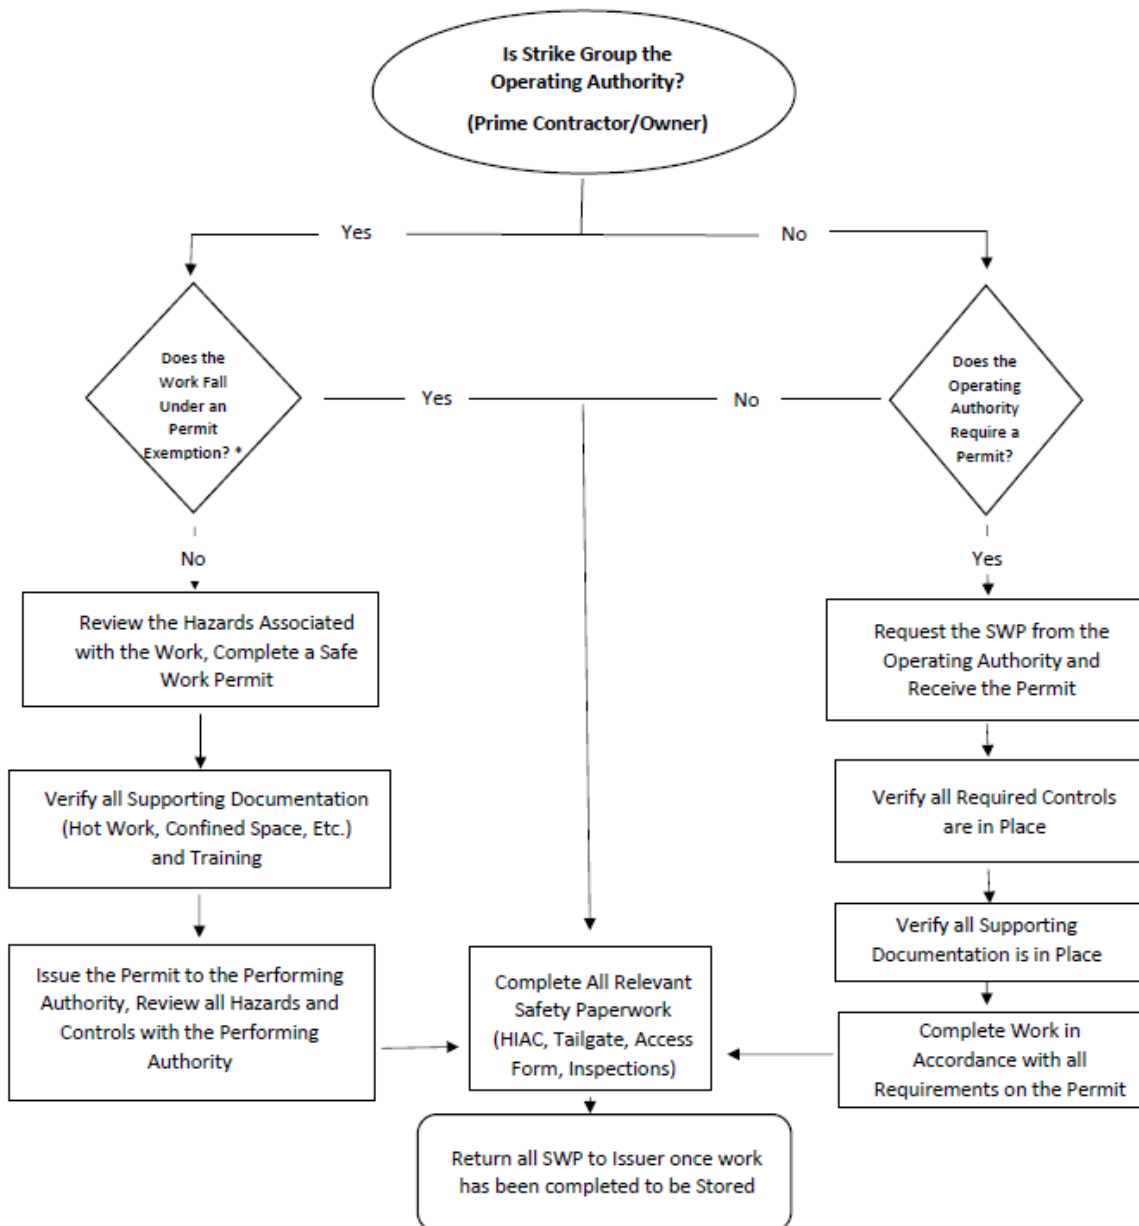 Is Strike Group the
Operating Authority?
(Prime Contractor/Owner)
Yes
No
Does the
Work Fall
Under an
Permit
Exemption? *
Yes
No
Does the
Operating
Authority
Require a
Permit?
No
Yes
Review the Hazards Associated
with the Work, Complete a Safe
Work Permit
Request the SWP from the
Operating Authority and
Receive the Permit
Verify all Supporting Documentation
(Hot Work, Confined Space, Etc.)
and Training
Verify all Required Controls
are in Place
Verify all Supporting
Documentation is in Place
Issue the Permit to the Performing
Authority, Review all Hazards and
Controls with the Performing
Authority
Complete All Relevant
Safety Paperwork
(HIAC, Tailgate, Access
Form, Inspections)
Complete Work in
Accordance with all
Requirements on the Permit
Return all SWP to Issuer once work
has been completed to be Stored